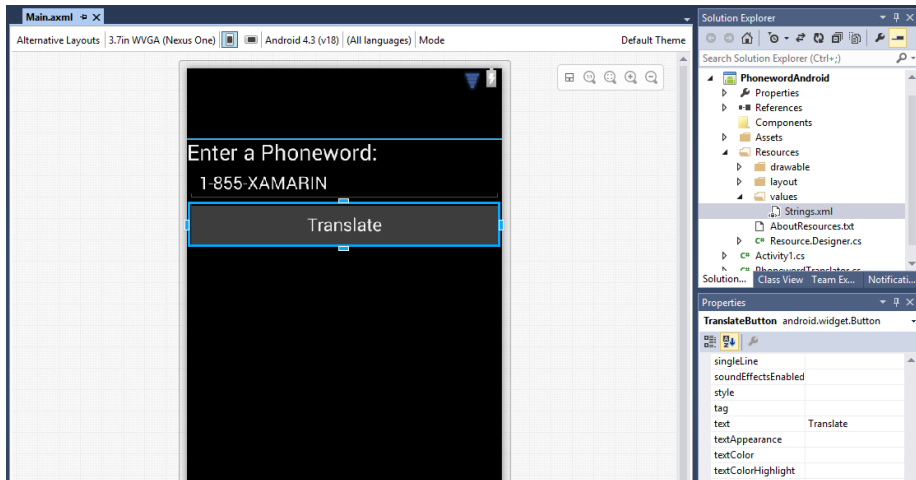 Main.axml
Alternative Layouts 3.7in WVGA (Nexus One) Android 4.3 (v18) (All languages) Mode Default Theme
Enter a Phoneword:
1-855-XAMARIN
Translate
Solution Explorer
Search Solution Explorer (Ctrl+;)
PhonewordAndroid
Properties
References
Components
Assets
Resources
drawable
layout
values
Strings.xml
AboutResources.txt
C# Resource.Designer.cs
C# Activity1.cs
C# PhonewordTranslator.cs
Solution... Class View Team Ex... Notificati...
Properties
TranslateButton android.widget.Button
singleLine
soundEffectsEnabled
style
tag
text Translate
textAppearance
textColor
textColorHighlight